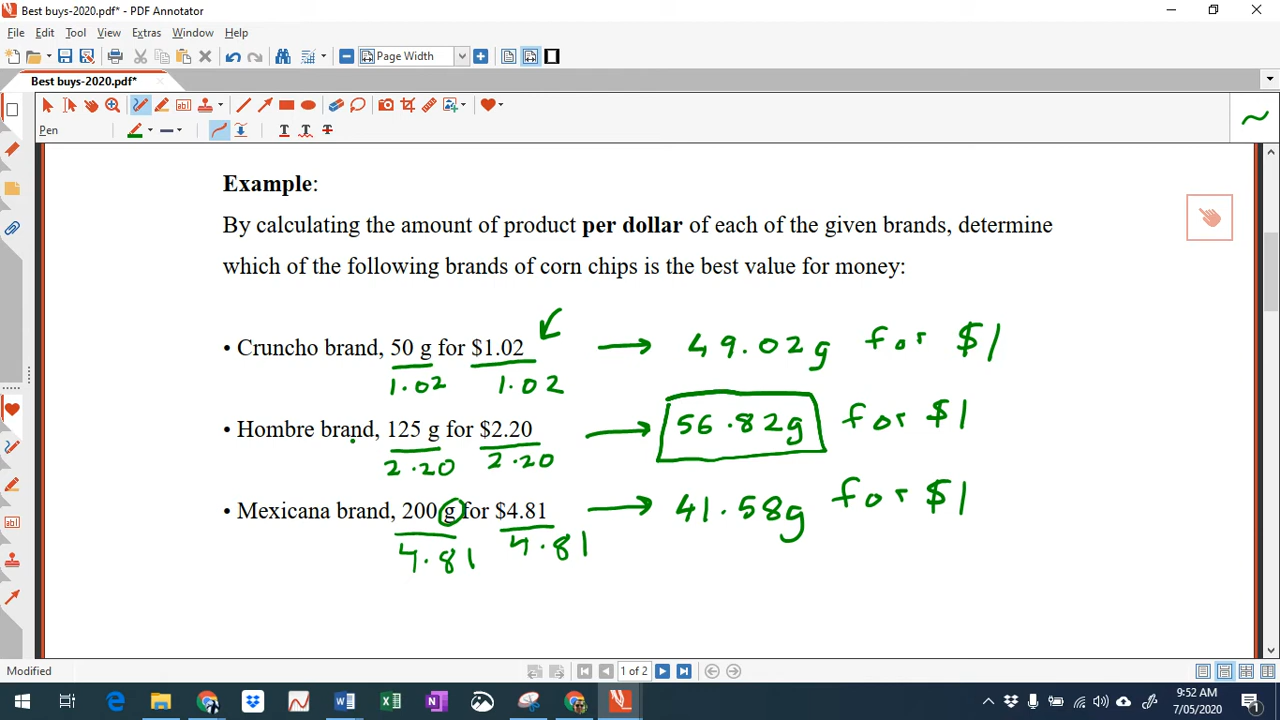 Best buys-2020.pdf* - PDF Annotator
File Edit Tool View Extras Window Help
Page Width
Best buys-2020.pdf*
Pen
Example:
By calculating the amount of product per dollar of each of the given brands, determine
which of the following brands of corn chips is the best value for money:
• Cruncho brand, 50 g for $1.02 → 49.02g for $1
1.02 1.02
• Hombre brand, 125 g for $2.20 → 56.82g for $1
2.20 2.20
• Mexicana brand, 200 g for $4.81 → 41.58g for $1
4.81 4.81
Modified 1 of 2
9:52 AM
7/05/2020